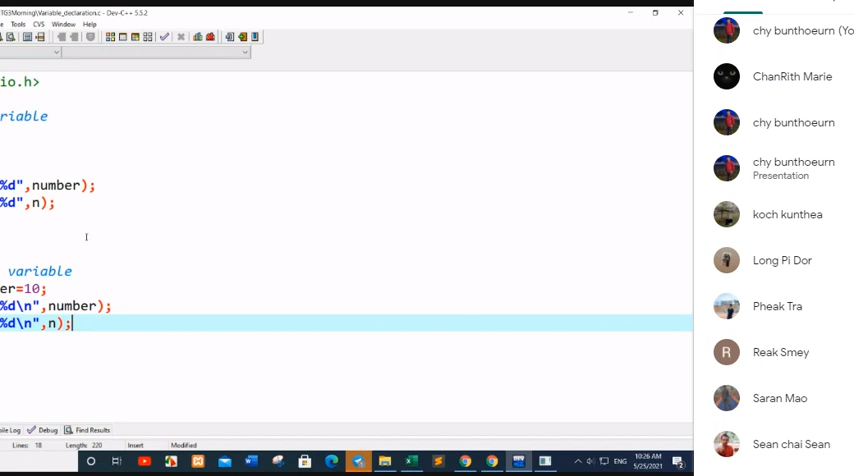 TG3Morning\Variable_declaration.c - Dev-C++ 5.5.2
e Tools CVS Window Help
io.h>
riable
%d",number);
%d",n);
variable
er=10;
%d\n",number);
%d\n",n);
pile Log Debug Find Results
Lines: 18 Length: 220 Insert Modified
ENG 10:26 AM
5/25/2021 2
chy bunthoeurn (Yo
ChanRith Marie
chy bunthoeurn
chy bunthoeurn
Presentation
koch kunthea
Long Pi Dor
Pheak Tra
R Reak Smey
Saran Mao
Sean chai Sean